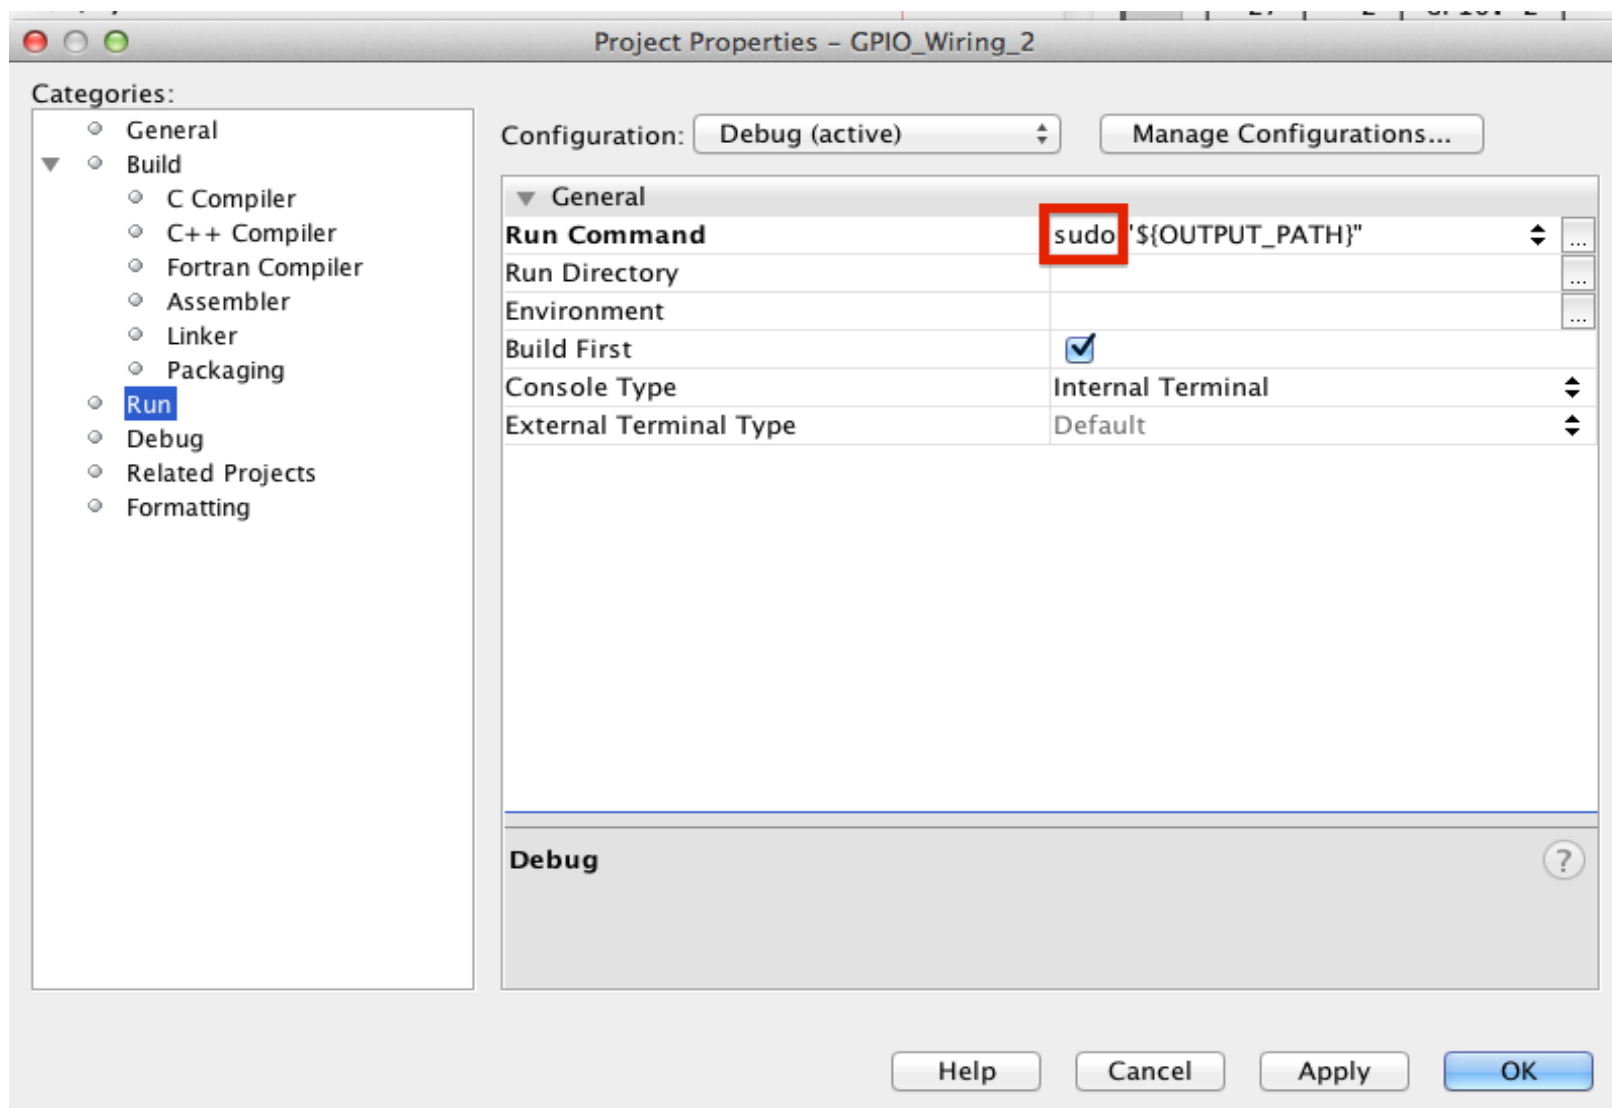 Project Properties – GPIO_Wiring_2
Categories:
General
Build
C Compiler
C++ Compiler
Fortran Compiler
Assembler
Linker
Packaging
Run
Debug
Related Projects
Formatting
Configuration: Debug (active) Manage Configurations...
General
Run Command sudo "${OUTPUT_PATH}" ...
Run Directory ...
Environment ...
Build First
Console Type Internal Terminal
External Terminal Type Default
Debug ?
Help Cancel Apply OK